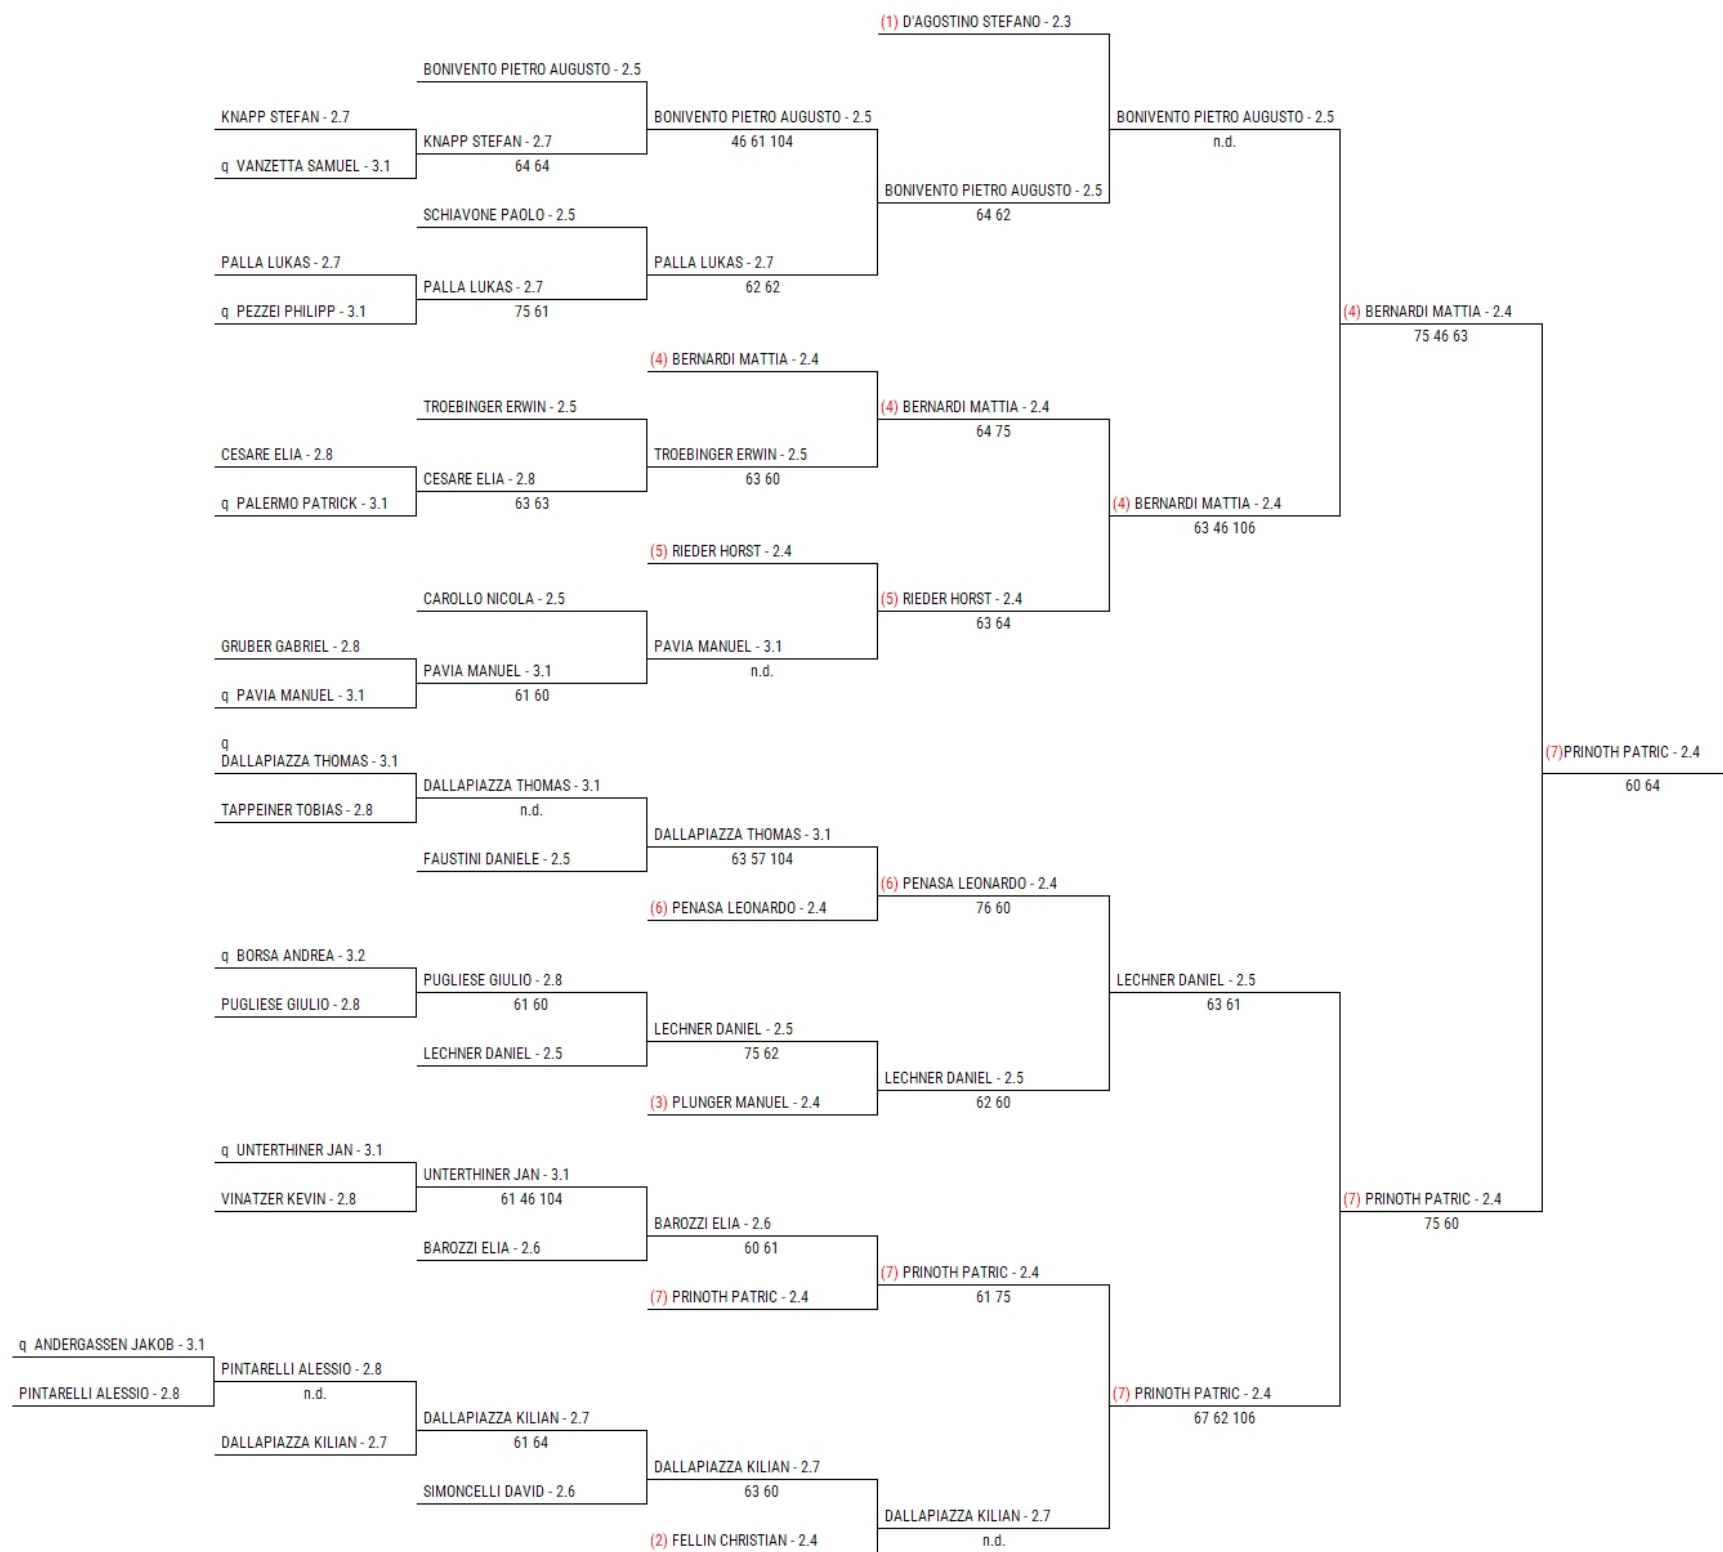 (1) D'AGOSTINO STEFANO - 2.3
BONIVENTO PIETRO AUGUSTO - 2.5
KNAPP STEFAN - 2.7
BONIVENTO PIETRO AUGUSTO - 2.5
BONIVENTO PIETRO AUGUSTO - 2.5
KNAPP STEFAN - 2.7
46 61 104
n.d.
q VANZETTA SAMUEL - 3.1
64 64
BONIVENTO PIETRO AUGUSTO - 2.5
SCHIAVONE PAOLO - 2.5
64 62
PALLA LUKAS - 2.7
PALLA LUKAS - 2.7
PALLA LUKAS - 2.7
62 62
q PEZZEI PHILIPP - 3.1
75 61
(4) BERNARDI MATTIA - 2.4
75 46 63
(4) BERNARDI MATTIA - 2.4
TROEBINGER ERWIN - 2.5
(4) BERNARDI MATTIA - 2.4
64 75
CESARE ELIA - 2.8
TROEBINGER ERWIN - 2.5
CESARE ELIA - 2.8
63 60
q PALERMO PATRICK - 3.1
63 63
(4) BERNARDI MATTIA - 2.4
63 46 106
(5) RIEDER HORST - 2.4
CAROLLO NICOLA - 2.5
(5) RIEDER HORST - 2.4
63 64
GRUBER GABRIEL - 2.8
PAVIA MANUEL - 3.1
PAVIA MANUEL - 3.1
n.d.
q PAVIA MANUEL - 3.1
61 60
q
DALLAPIAZZA THOMAS - 3.1
(7)PRINOTH PATRIC - 2.4
DALLAPIAZZA THOMAS - 3.1
60 64
TAPPEINER TOBIAS - 2.8
n.d.
DALLAPIAZZA THOMAS - 3.1
FAUSTINI DANIELE - 2.5
63 57 104
(6) PENASA LEONARDO - 2.4
(6) PENASA LEONARDO - 2.4
76 60
q BORSA ANDREA - 3.2
PUGLIESE GIULIO - 2.8
LECHNER DANIEL - 2.5
PUGLIESE GIULIO - 2.8
61 60
63 61
LECHNER DANIEL - 2.5
LECHNER DANIEL - 2.5
75 62
LECHNER DANIEL - 2.5
(3) PLUNGER MANUEL - 2.4
62 60
q UNTERTHINER JAN - 3.1
UNTERTHINER JAN - 3.1
VINATZER KEVIN - 2.8
61 46 104
(7) PRINOTH PATRIC - 2.4
75 60
BAROZZI ELIA - 2.6
BAROZZI ELIA - 2.6
60 61
(7) PRINOTH PATRIC - 2.4
(7) PRINOTH PATRIC - 2.4
61 75
q ANDERGASSEN JAKOB - 3.1
PINTARELLI ALESSIO - 2.8
PINTARELLI ALESSIO - 2.8
n.d.
(7) PRINOTH PATRIC - 2.4
DALLAPIAZZA KILIAN - 2.7
67 62 106
DALLAPIAZZA KILIAN - 2.7
61 64
DALLAPIAZZA KILIAN - 2.7
SIMONCELLI DAVID - 2.6
63 60
DALLAPIAZZA KILIAN - 2.7
(2) FELLIN CHRISTIAN - 2.4
n.d.